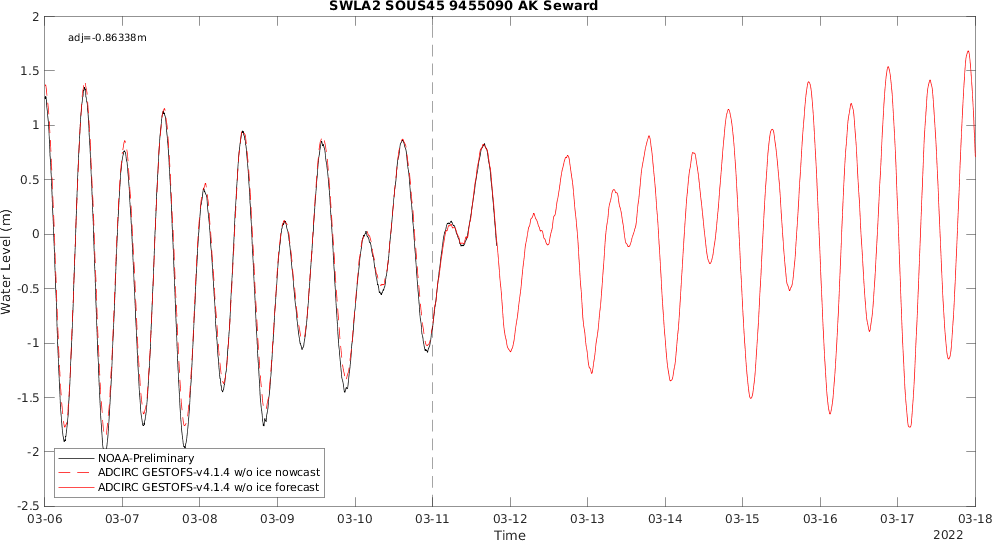 SWLA2 SOUS45 9455090 AK Seward
adj=-0.86338m
Water Level (m)
2
1.5
1
0.5
0
-0.5
-1
-1.5
-2
-2.5
NOAA-Preliminary
ADCIRC GESTOFS-v4.1.4 w/o ice nowcast
ADCIRC GESTOFS-v4.1.4 w/o ice forecast
03-06 03-07 03-08 03-09 03-10 03-11 03-12 03-13 03-14 03-15 03-16 03-17 03-18
Time
2022